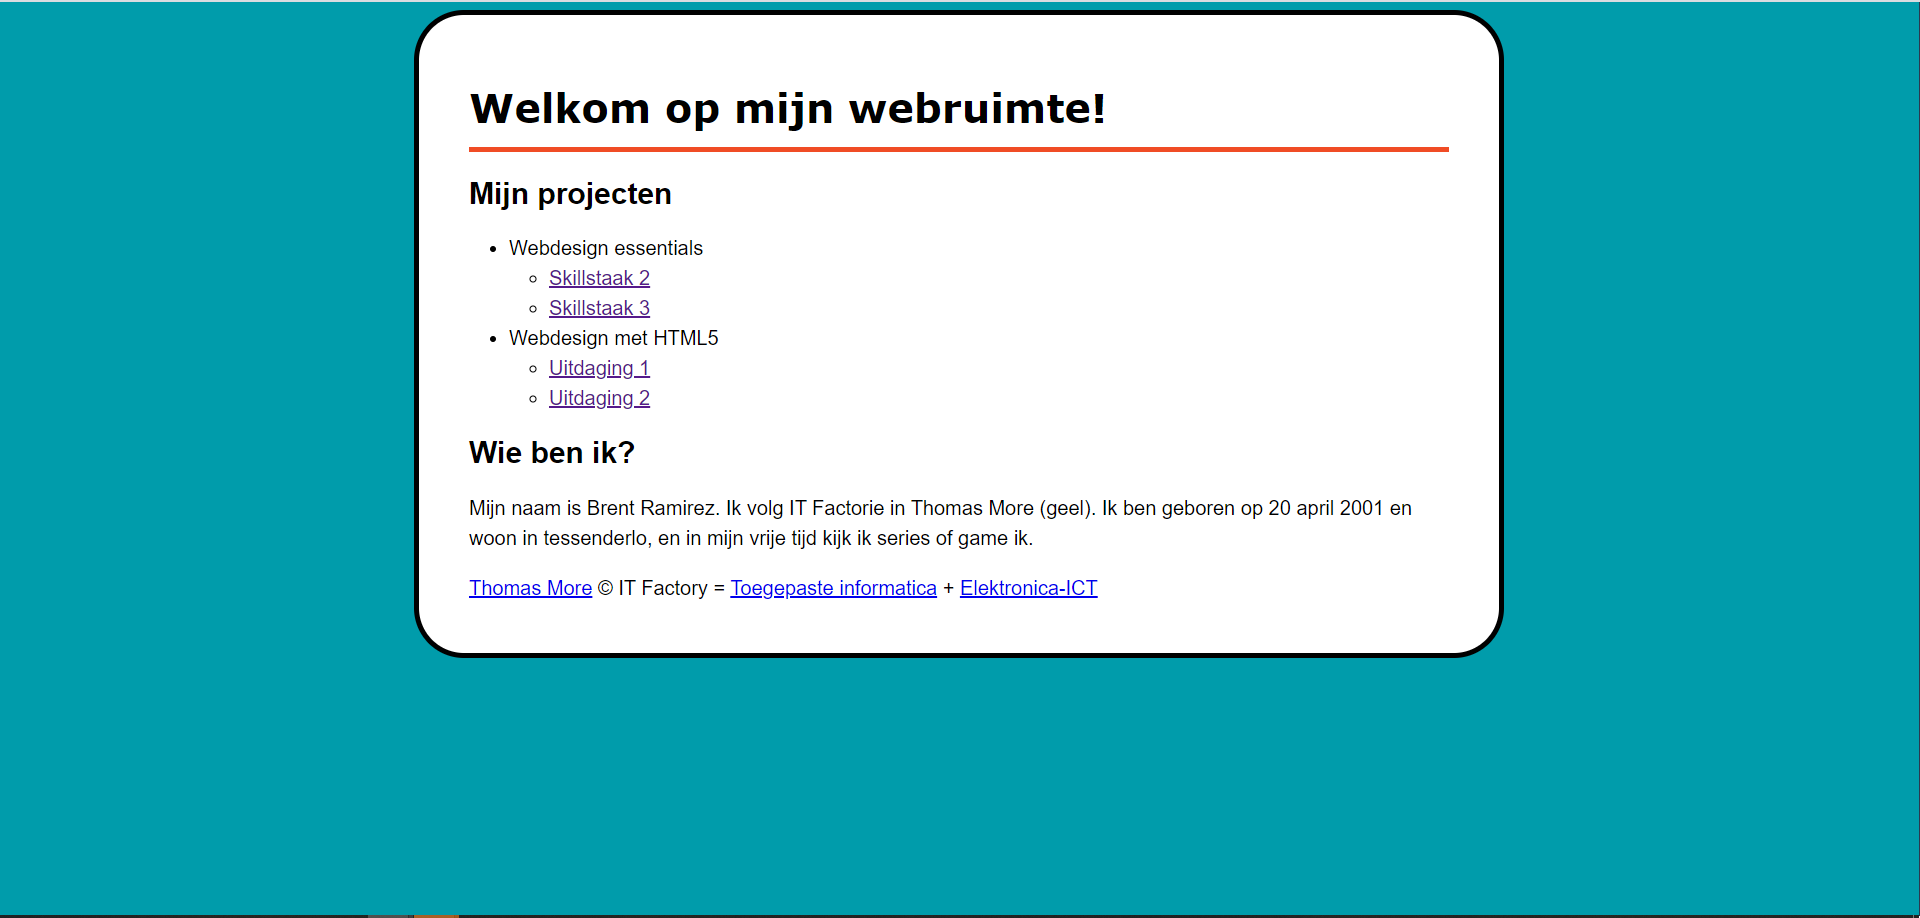 Welkom op mijn webruimte!
Mijn projecten
Webdesign essentials
Skillstaak 2
Skillstaak 3
Webdesign met HTML5
Uitdaging 1
Uitdaging 2
Wie ben ik?
Mijn naam is Brent Ramirez. Ik volg IT Factorie in Thomas More (geel). Ik ben geboren op 20 april 2001 en
woon in tessenderlo, en in mijn vrije tijd kijk ik series of game ik.
Thomas More © IT Factory = Toegepaste informatica + Elektronica-ICT